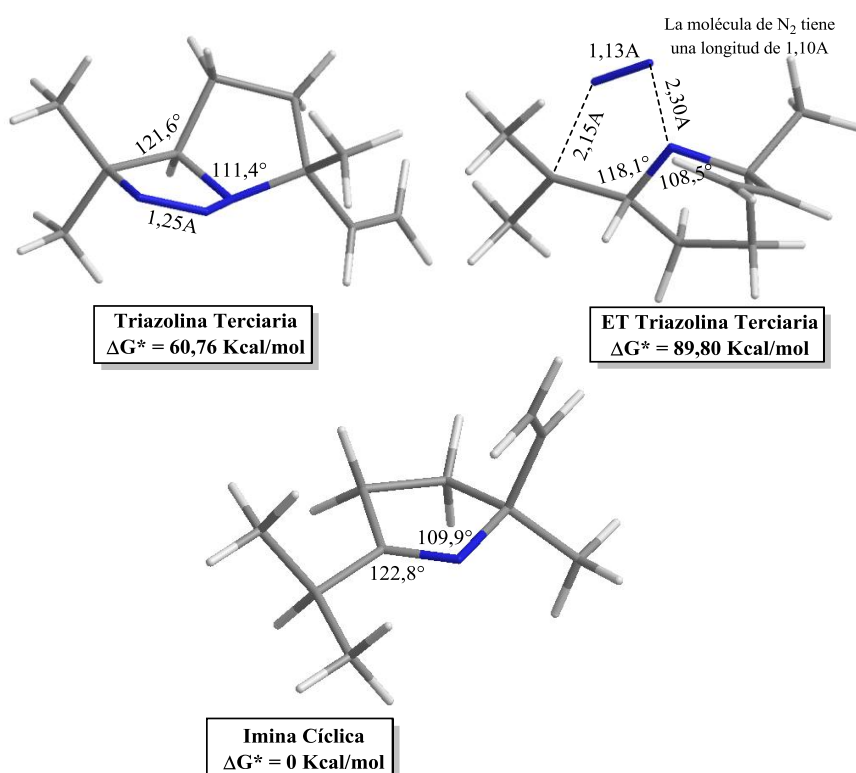 La molécula de N2 tiene
una longitud de 1,10A
1,13A
2,15A
2,30A
121,6°
111,4°
1,25A
118,1°
108,5°
Triazolina Terciaria
ΔG* = 60,76 Kcal/mol
ET Triazolina Terciaria
ΔG* = 89,80 Kcal/mol
109,9°
122,8°
Imina Cíclica
ΔG* = 0 Kcal/mol